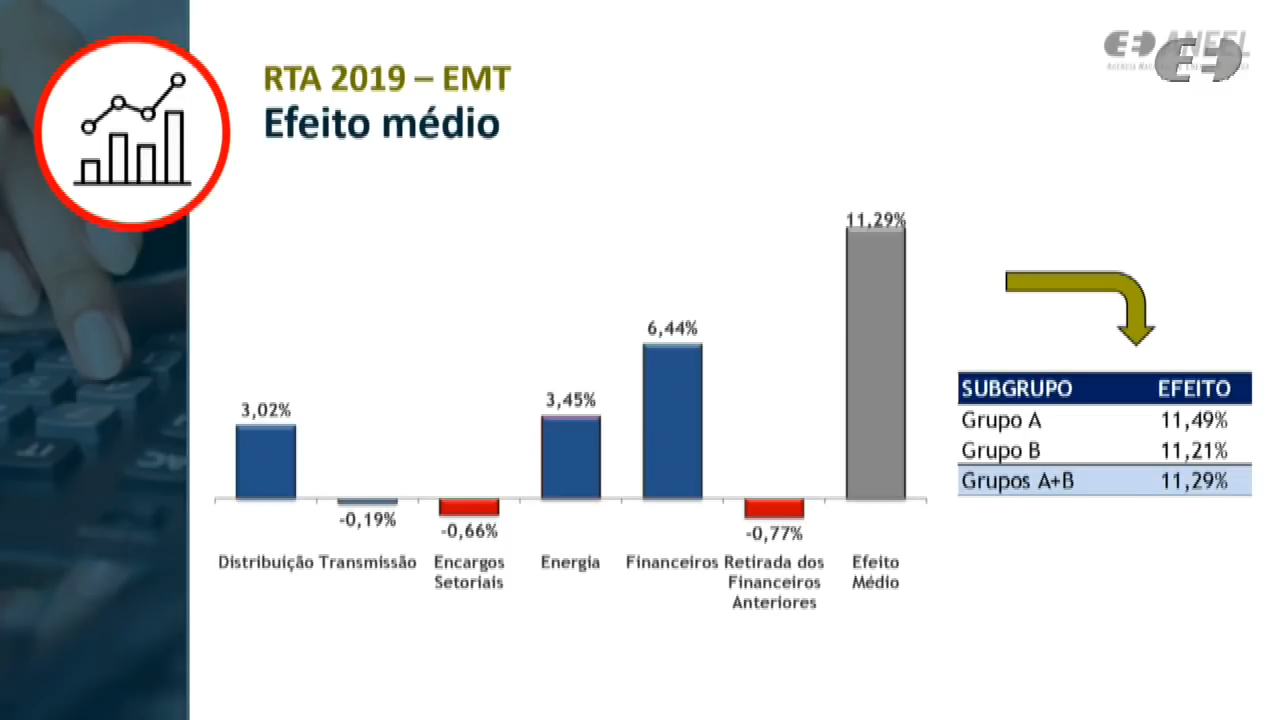 ANEEL
RTA 2019 – EMT
Efeito médio
11,29%
6,44%
3,45%
3,02%
-0,19%
-0,66%
-0,77%
Distribuição Transmissão Encargos Energia Financeiros Retirada dos Efeito
Setoriais Financeiros Médio
Anteriores
SUBGRUPO EFEITO
Grupo A 11,49%
Grupo B 11,21%
Grupos A+B 11,29%